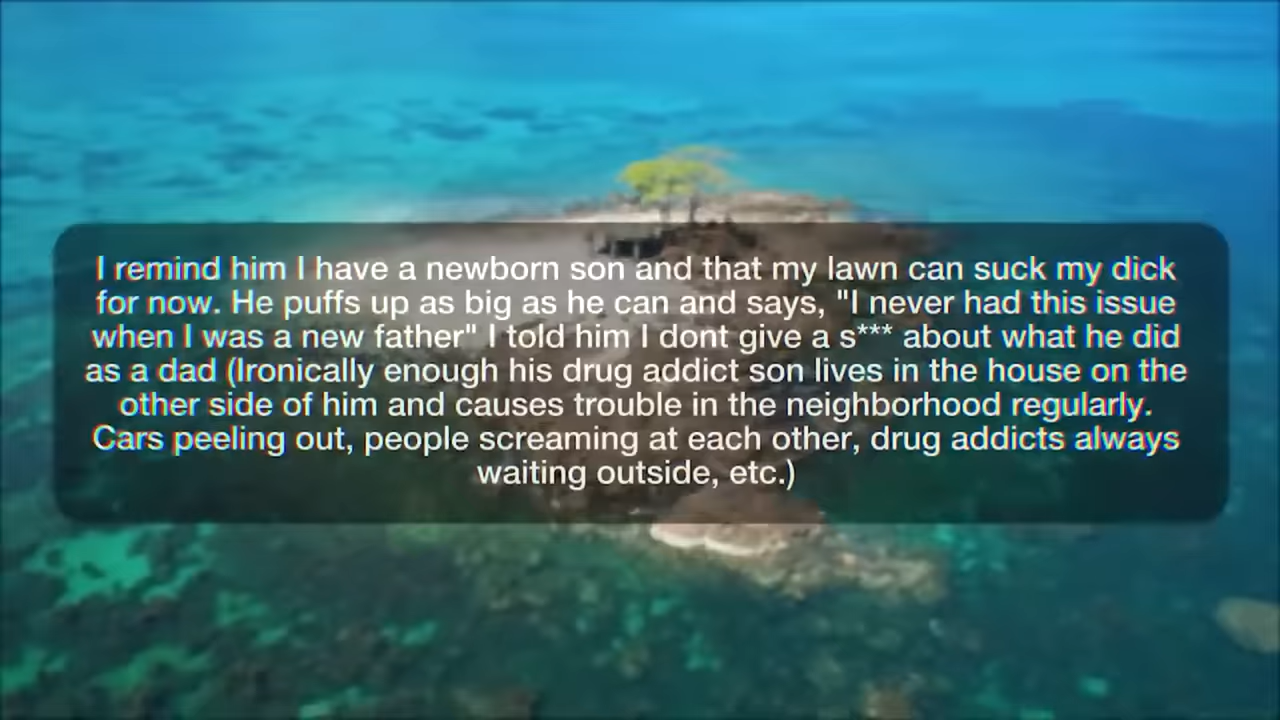 I remind him I have a newborn son and that my lawn can suck my dick
for now. He puffs up as big as he can and says, "I never had this issue
when I was a new father" I told him I dont give a s*** about what he did
as a dad (Ironically enough his drug addict son lives in the house on the
other side of him and causes trouble in the neighborhood regularly.
Cars peeling out, people screaming at each other, drug addicts always
waiting outside, etc.)